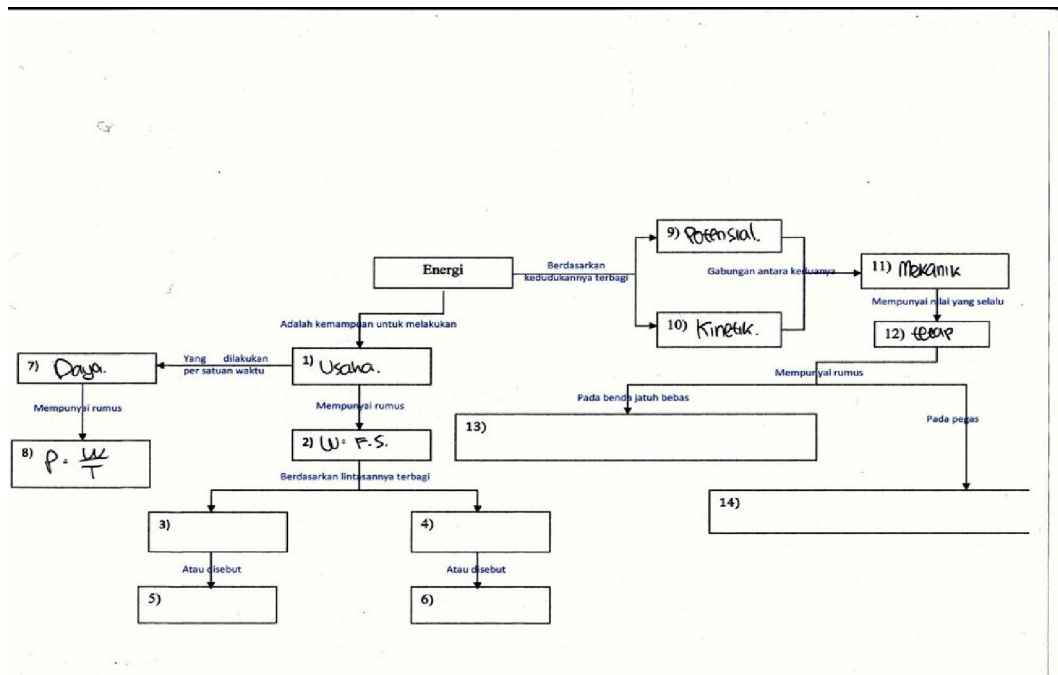 9) Potensial.
Energi
Berdasarkan
kedudukannya terbagi
Gabungan antara keduanya
11) Mekanik
Mempunyai nilai yang selalu
Adalah kemampuan untuk melakukan
10) Kinetik.
12) tetap
7) Daya.
Yang dilakukan
per satuan waktu
1) Usaha.
Mempunyai rumus
Mempunyai rumus
Mempunyai rumus
Pada benda jatuh bebas
Pada pegas
13)
2) W = F.S.
8) P = W/T
Berdasarkan lintasannya terbagi
14)
3)
4)
Atau disebut
Atau disebut
5)
6)